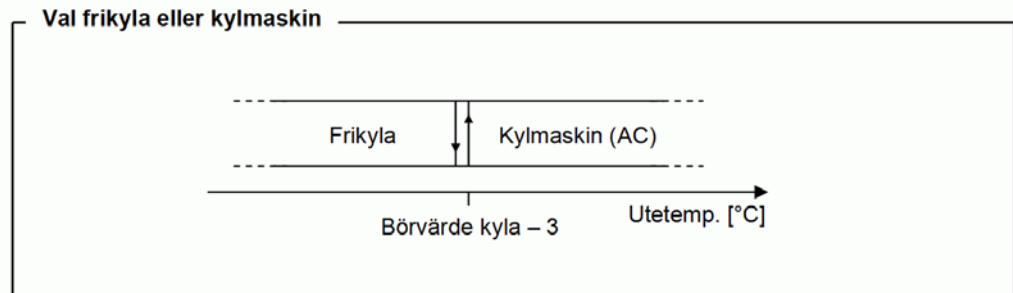 Val frikyla eller kylmaskin
Frikyla
Kylmaskin (AC)
Börvärde kyla – 3
Utetemp. [°C]